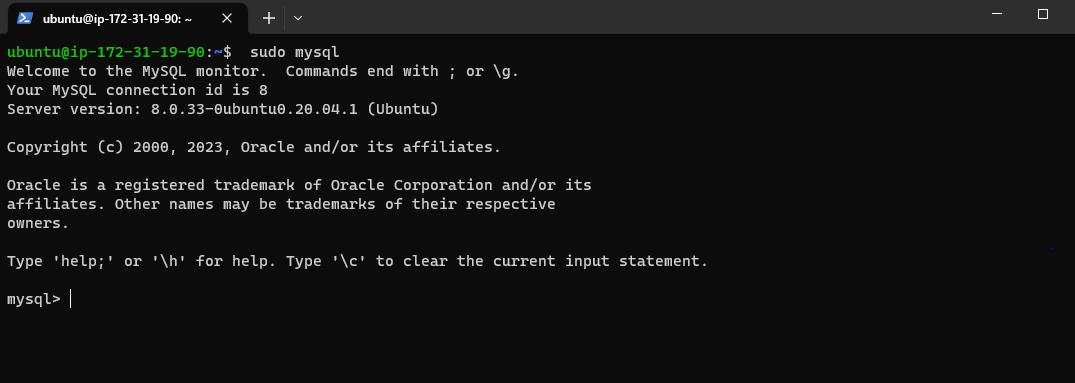 ubuntu@ip-172-31-19-90: ~
ubuntu@ip-172-31-19-90:~$  sudo mysql
Welcome to the MySQL monitor.  Commands end with ; or \g.
Your MySQL connection id is 8
Server version: 8.0.33-0ubuntu0.20.04.1 (Ubuntu)
Copyright (c) 2000, 2023, Oracle and/or its affiliates.
Oracle is a registered trademark of Oracle Corporation and/or its
affiliates. Other names may be trademarks of their respective
owners.
Type 'help;' or '\h' for help. Type '\c' to clear the current input statement.
mysql>